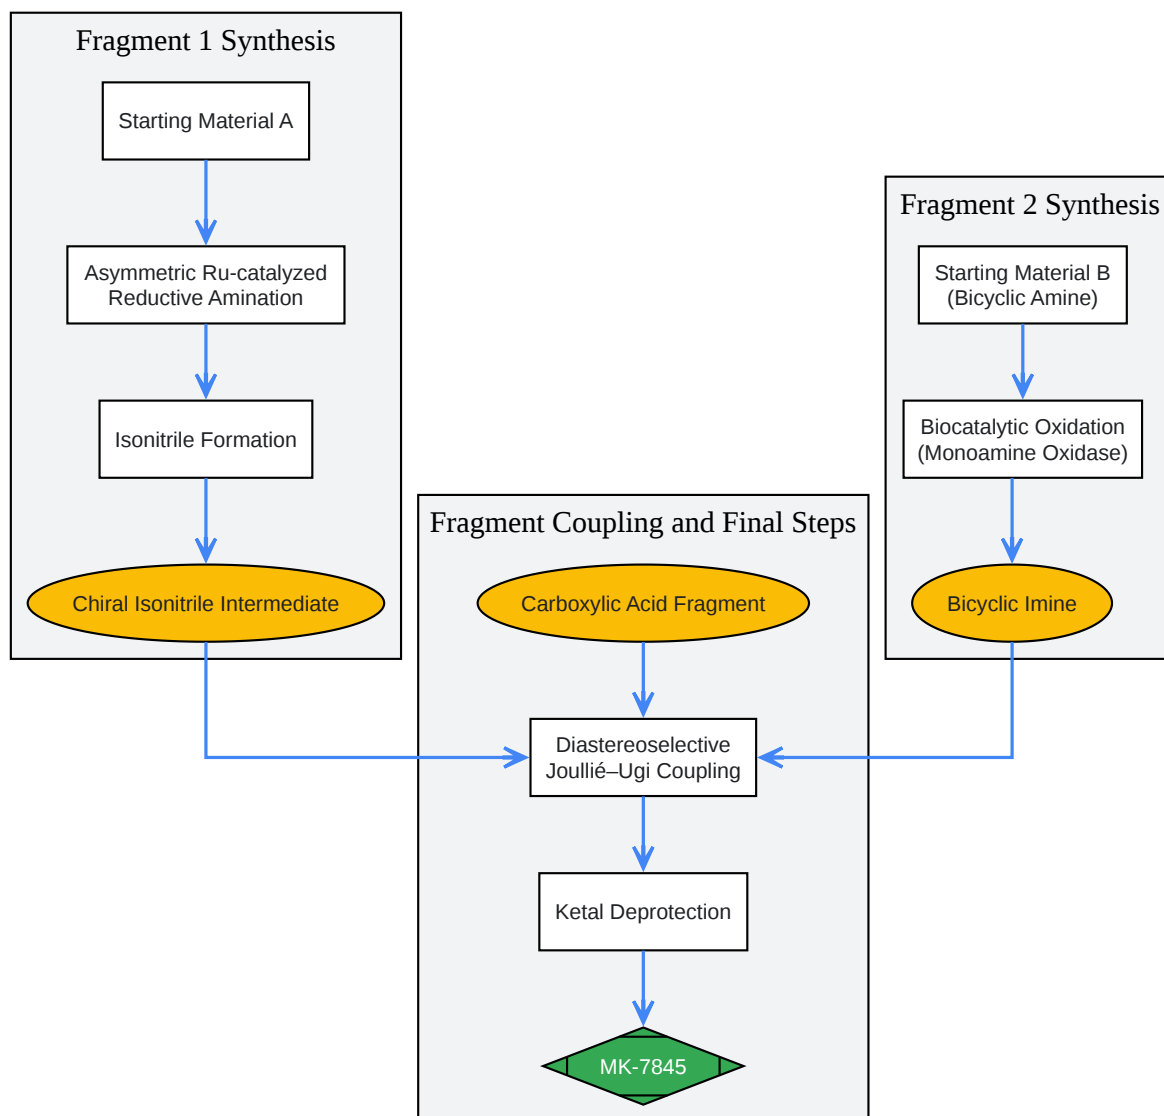 Fragment 1 Synthesis
Starting Material A
Asymmetric Ru-catalyzed
Reductive Amination
Isonitrile Formation
Chiral Isonitrile Intermediate
Fragment 2 Synthesis
Starting Material B
(Bicyclic Amine)
Biocatalytic Oxidation
(Monoamine Oxidase)
Bicyclic Imine
Fragment Coupling and Final Steps
Carboxylic Acid Fragment
Diastereoselective
Joullié–Ugi Coupling
Ketal Deprotection
MK-7845